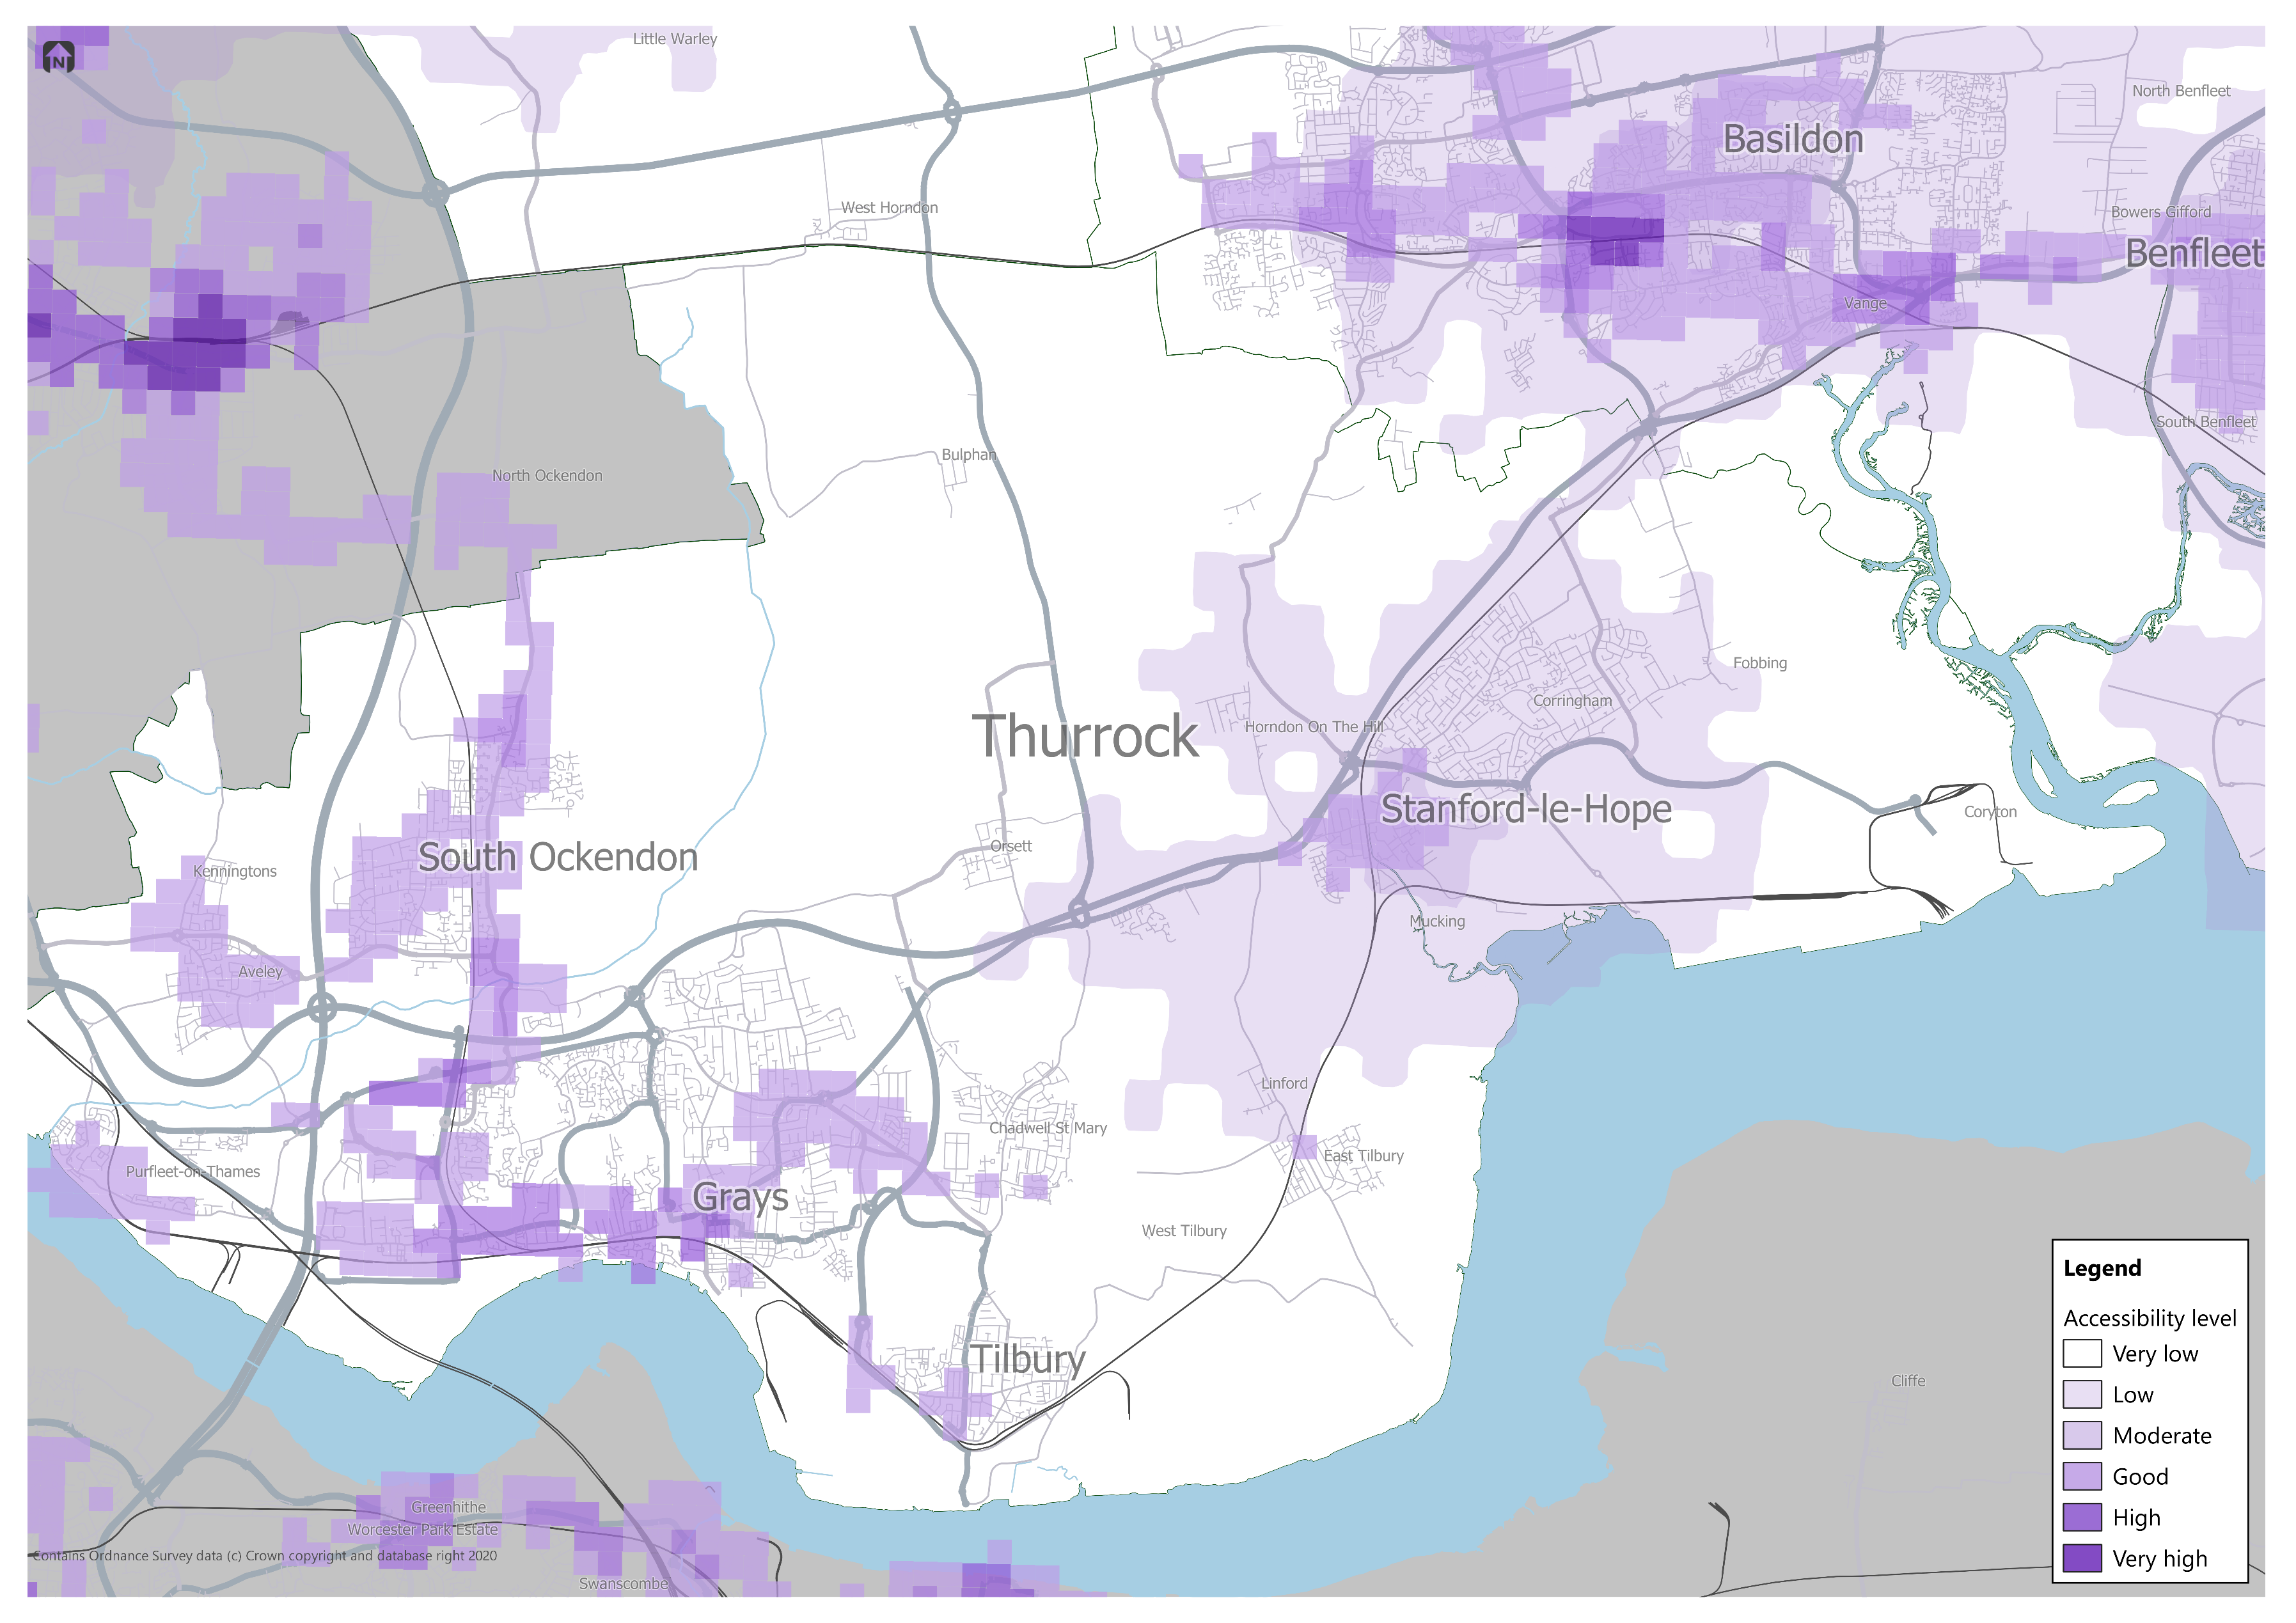 Little Warley
N
North Benfleet
Basildon
West Horndon
Bowers Gifford
Benfleet
Vange
South Benfleet
Bulphan
North Ockendon
Fobbing
Corringham
Horndon On The Hill
Thurrock
Stanford-le-Hope
Coryton
Orsett
South Ockendon
Kenningtons
Mucking
Aveley
Linford
Chadwell St Mary
East Tilbury
Purfleet-on-Thames
Grays
West Tilbury
Tilbury
Cliffe
Greenhithe
Worcester Park Estate
Contains Ordnance Survey data (c) Crown copyright and database right 2020
Swanscombe
Legend
Accessibility level
Very low
Low
Moderate
Good
High
Very high